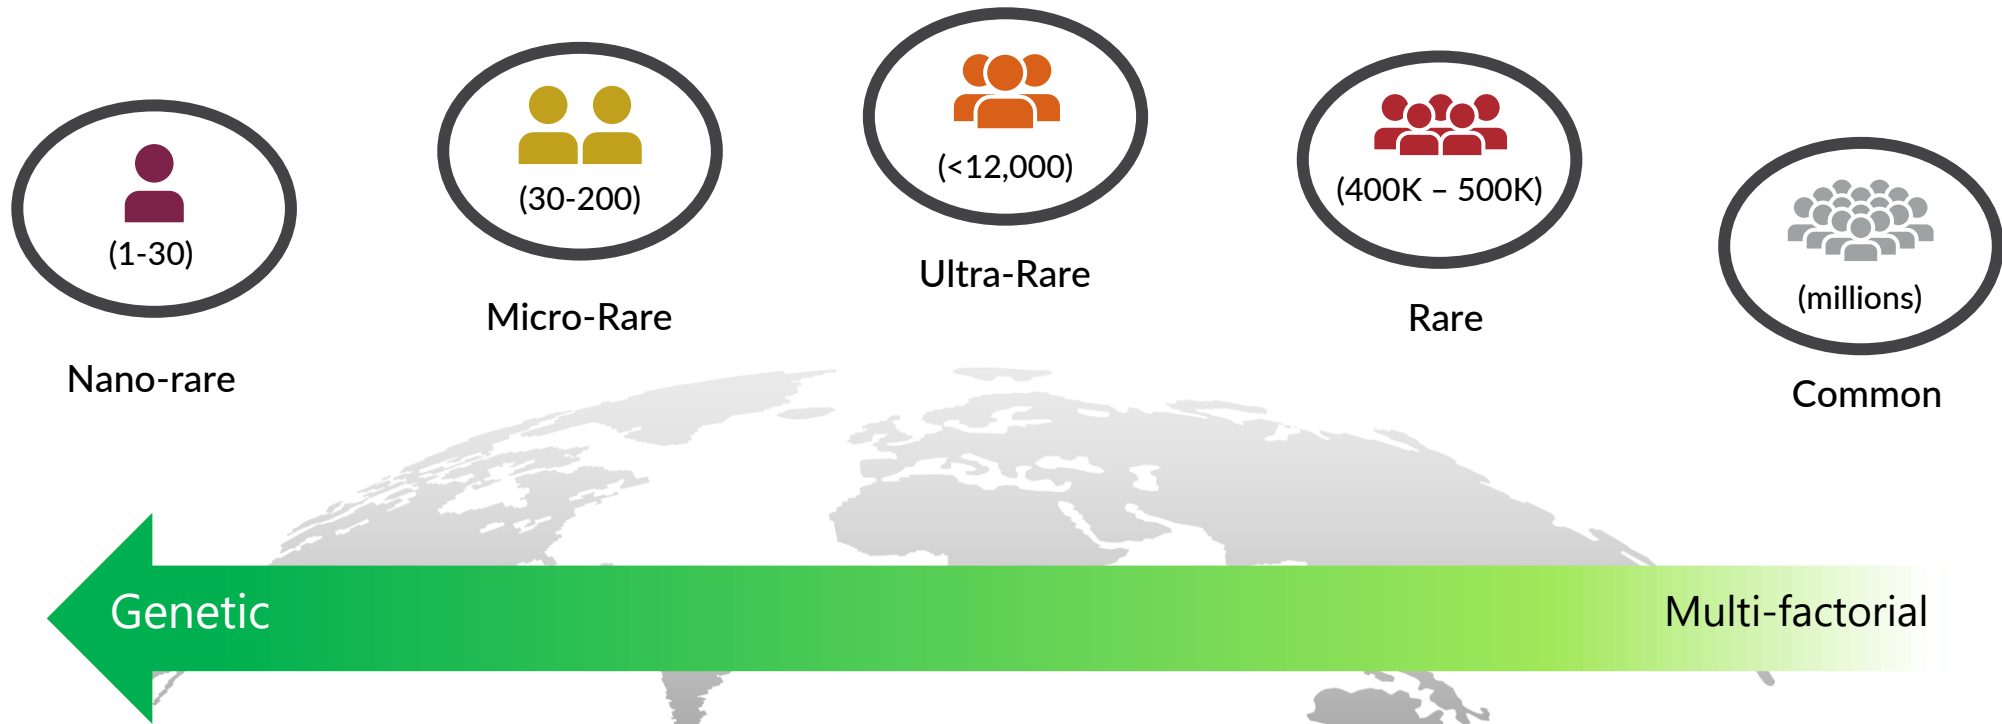 (1-30)
Nano-rare
(30-200)
Micro-Rare
(<12,000)
Ultra-Rare
(400K – 500K)
Rare
(millions)
Common
Genetic
Multi-factorial